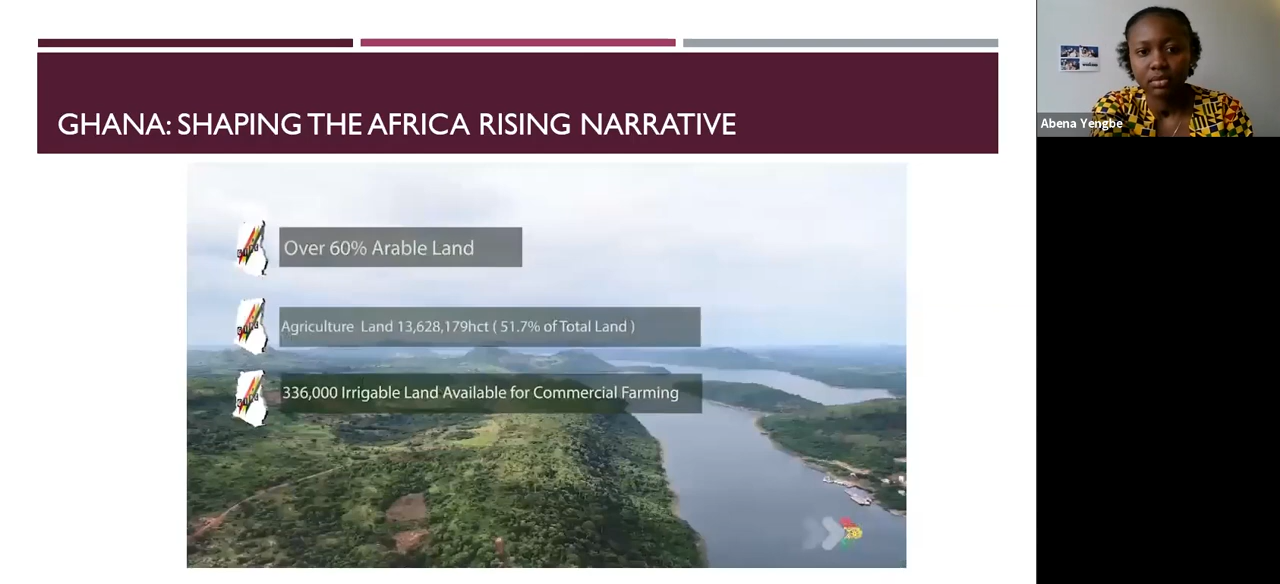 GHANA: SHAPING THE AFRICA RISING NARRATIVE
Over 60% Arable Land
Agriculture Land 13,628,179hct ( 51.7% of Total Land )
336,000 Irrigable Land Available for Commercial Farming
Abena Yengbe